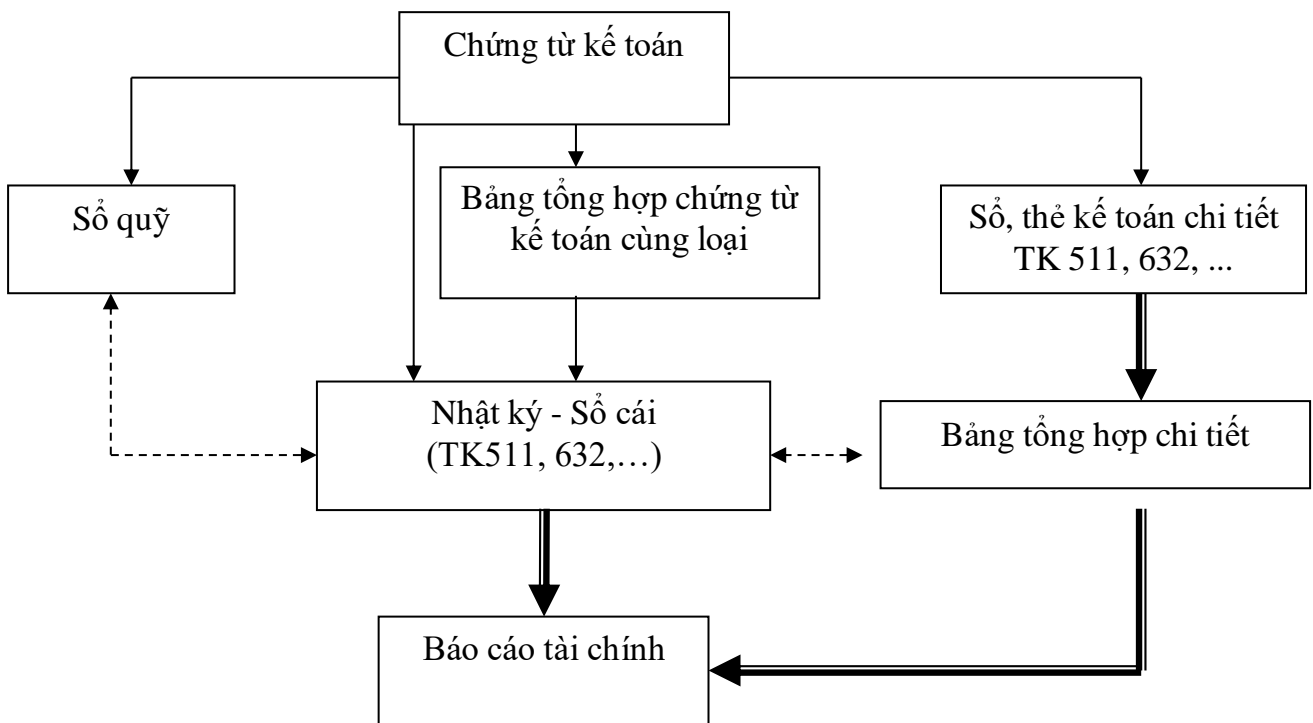 Chứng từ kế toán
Sổ quỹ
Bảng tổng hợp chứng từ
kế toán cùng loại
Sổ, thẻ kế toán chi tiết
TK 511, 632, ...
Nhật ký - Sổ cái
(TK511, 632,…)
Bảng tổng hợp chi tiết
Báo cáo tài chính